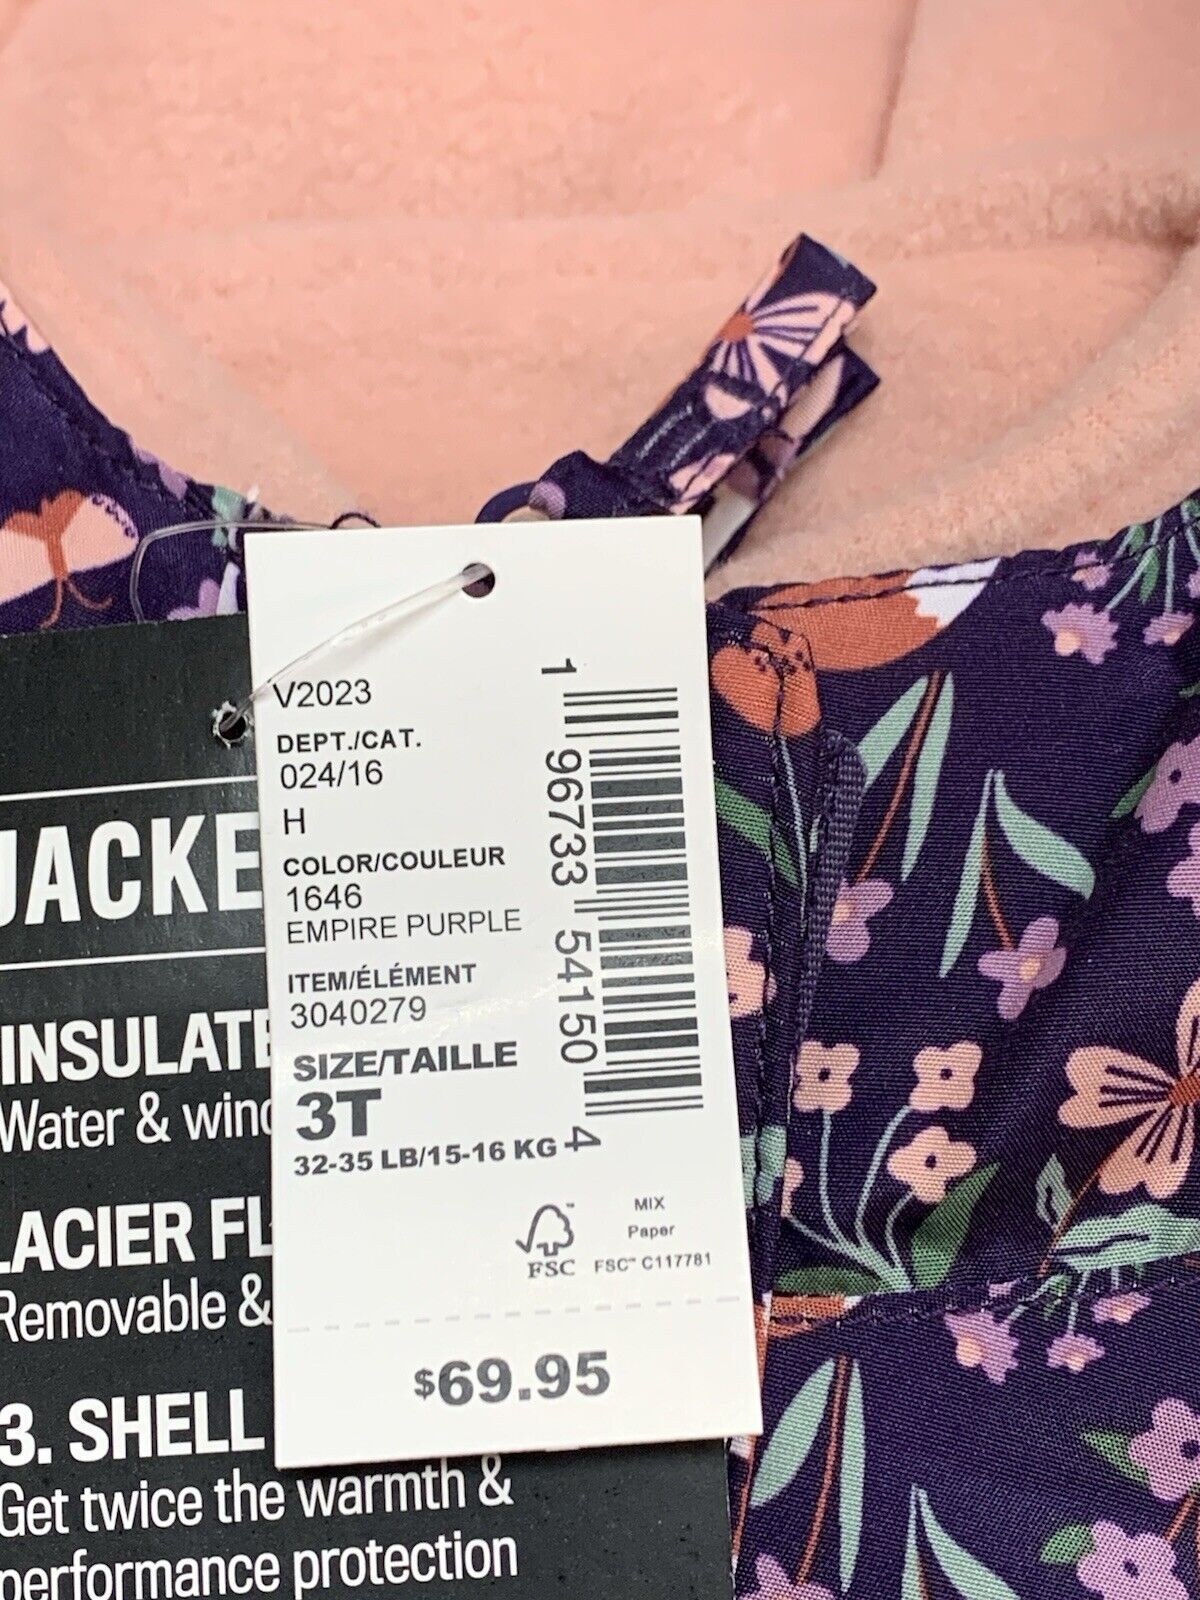 V2023
DEPT./CAT.
024/16
H
COLOR/COULEUR
1646
EMPIRE PURPLE
ITEM/ÉLÉMENT
3040279
SIZE/TAILLE
3T
32-35 LB/15-16 KG
1 96733 54150 4
FSC
MIX
Paper
FSC™ C117781
$69.95
JACKE
INSULATE
Water & wind
LACIER FL
Removable &
3. SHELL
Get twice the warmth &
performance protection